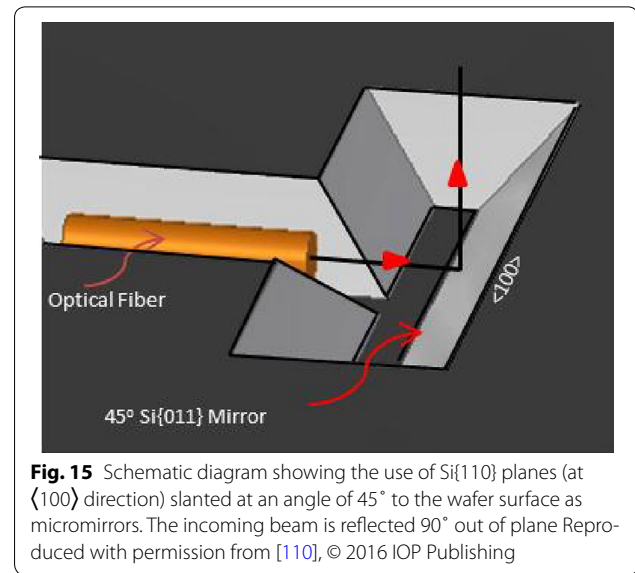 Optical Fiber
<100>
45º Si{011} Mirror
Fig. 15 Schematic diagram showing the use of Si{110} planes (at
⟨100⟩ direction) slanted at an angle of 45˚ to the wafer surface as
micromirrors. The incoming beam is reflected 90˚ out of plane Repro-
duced with permission from [110], © 2016 IOP Publishing